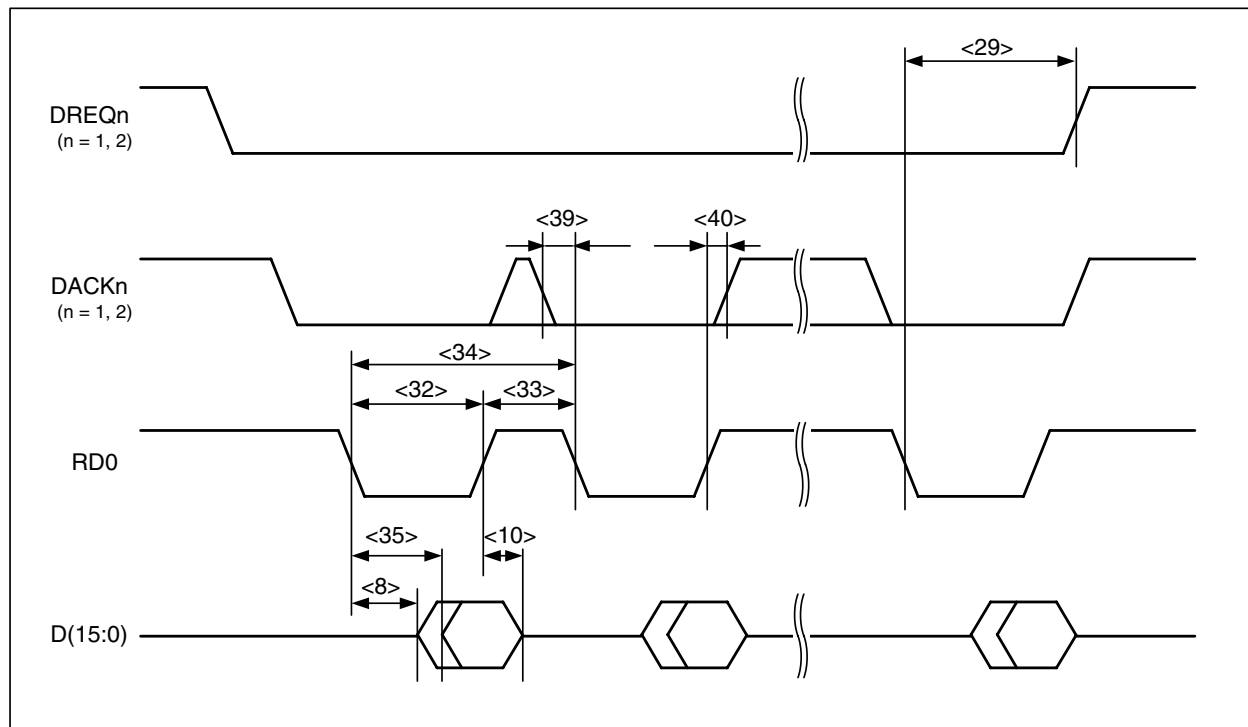 <29>
DREQn
(n = 1, 2)
<39>
<40>
DACKn
(n = 1, 2)
<34>
<32>
<33>
RD0
<35>
<10>
<8>
D(15:0)